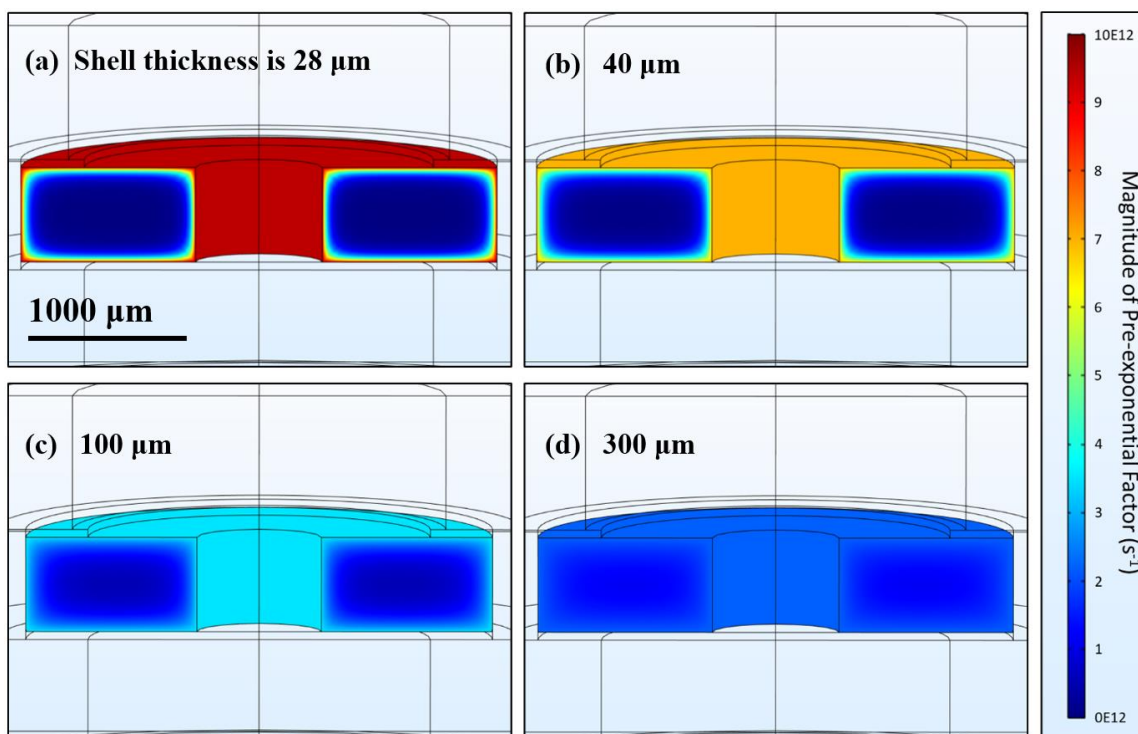 (a) Shell thickness is 28 μm
(b) 40 μm
1000 μm
(c) 100 μm
(d) 300 μm
10E12
9
8
7
6
5
4
3
2
1
0E12
Magnitude of Pre-exponential Factor (s⁻¹)